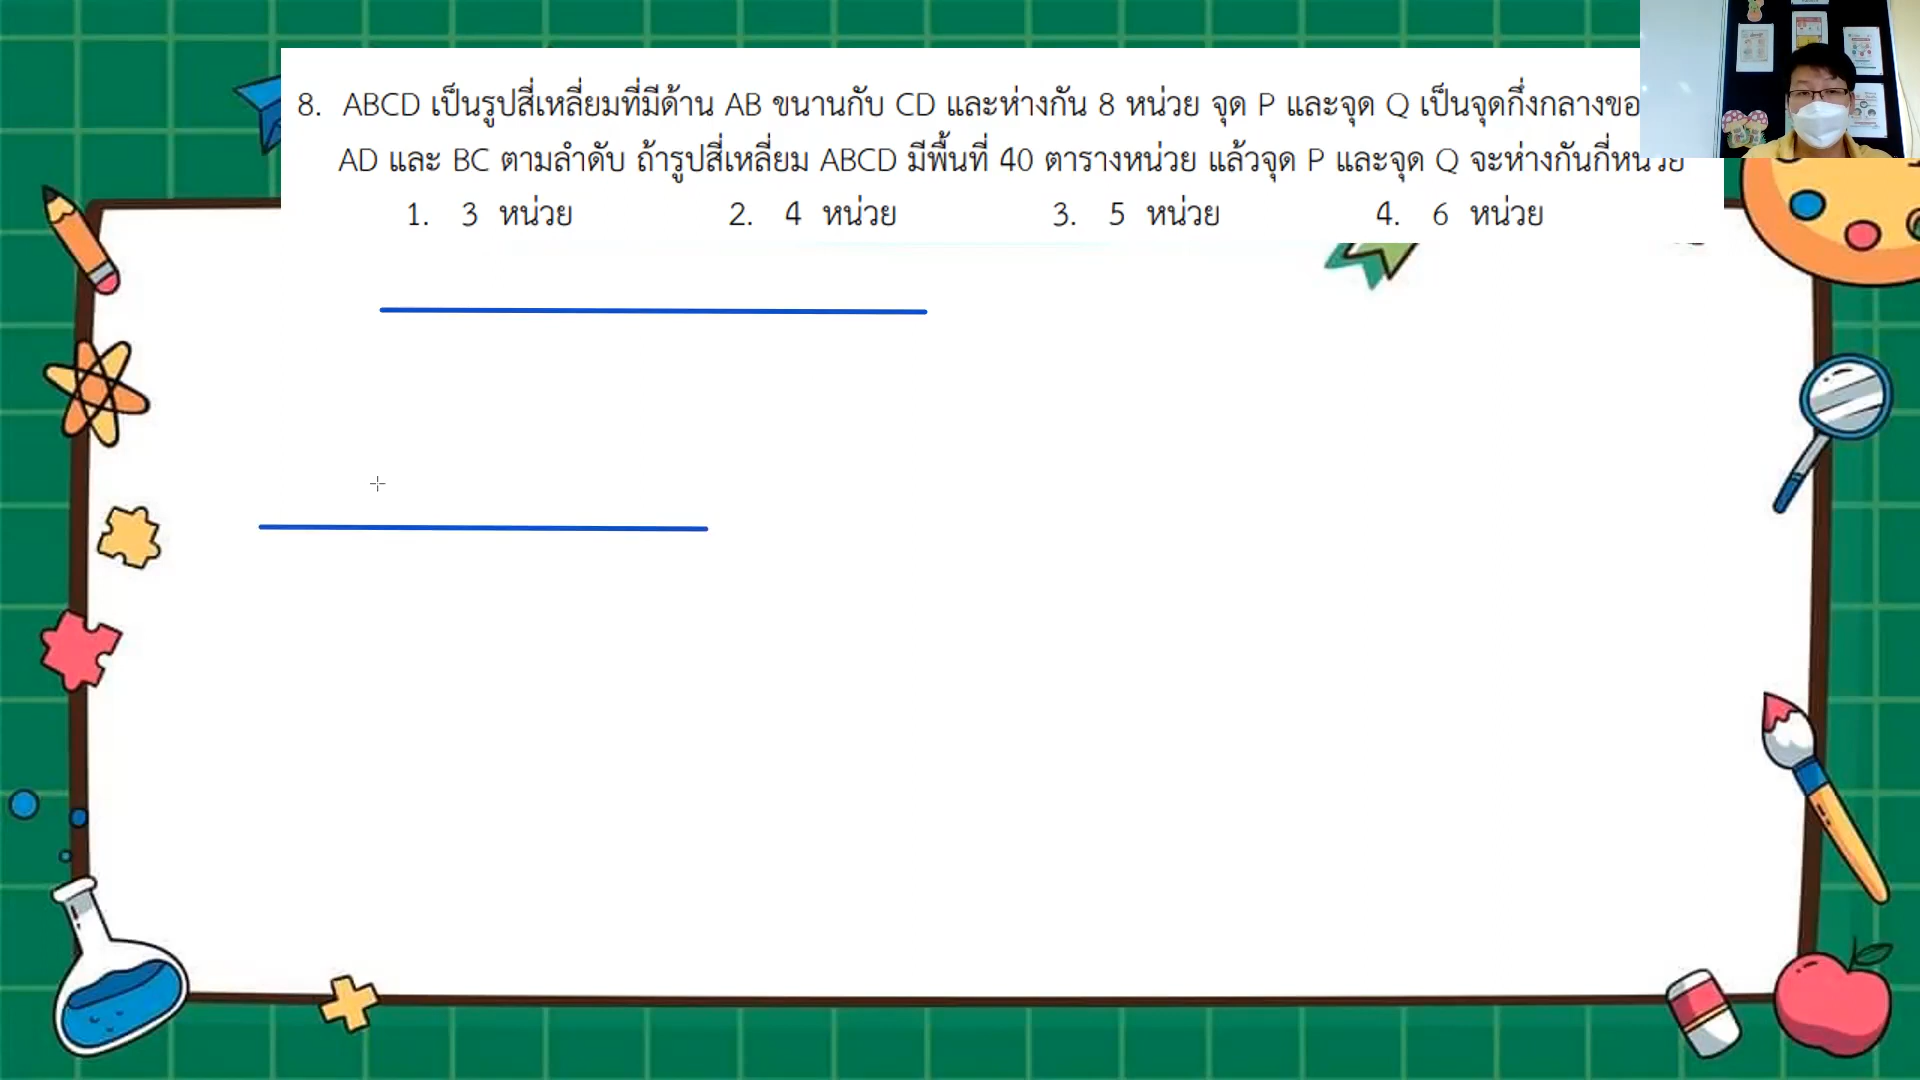 8. ABCD เป็นรูปสี่เหลี่ยมที่มีด้าน AB ขนานกับ CD และห่างกัน 8 หน่วย จุด P และจุด Q เป็นจุดกึ่งกลางขอ
AD และ BC ตามลำดับ ถ้ารูปสี่เหลี่ยม ABCD มีพื้นที่ 40 ตารางหน่วย แล้วจุด P และจุด Q จะห่างกันกี่หน่วย
1. 3 หน่วย 2. 4 หน่วย 3. 5 หน่วย 4. 6 หน่วย